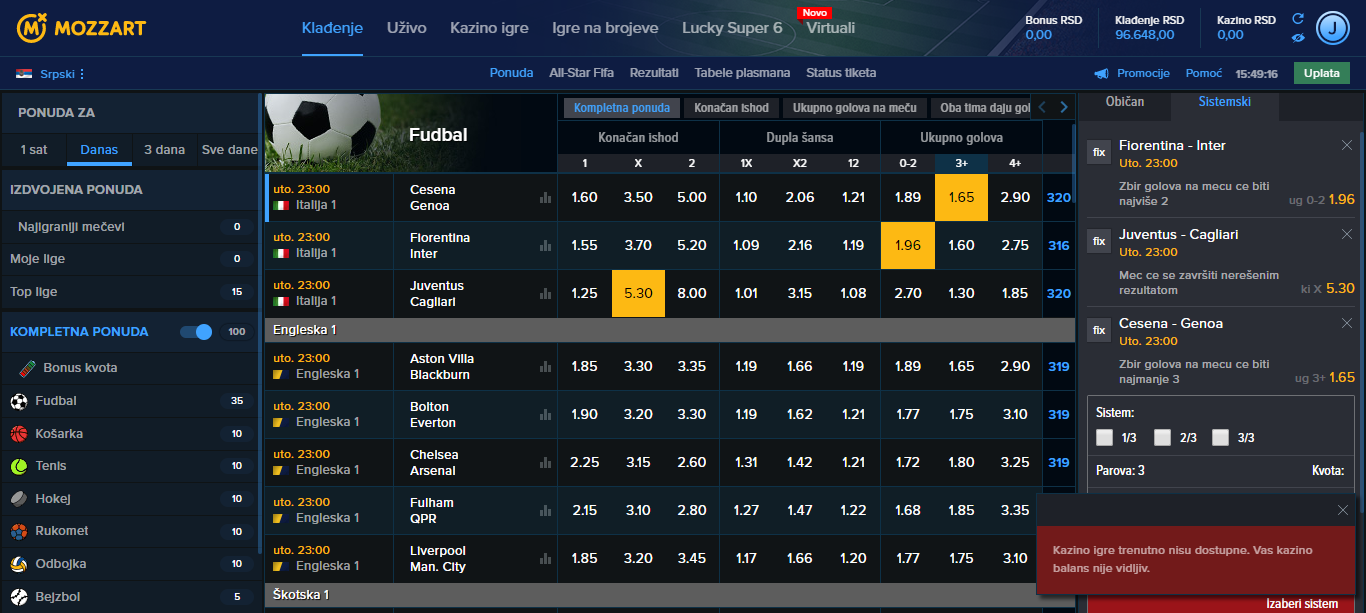 MOZZART
Klađenje
Uživo
Kazino igre
Igre na brojeve
Lucky Super 6
Novo
Virtuali
Bonus RSD
0,00
Klađenje RSD
96.648,00
Kazino RSD
0,00
J
Srpski
Ponuda
All-Star Fifa
Rezultati
Tabele plasmana
Status tiketa
Promocije
Pomoć
15:49:16
Uplata
PONUDA ZA
1 sat
Danas
3 dana
Sve dane
IZDVOJENA PONUDA
Najigraniji mečevi 0
Moje lige 0
Top lige 15
KOMPLETNA PONUDA 100
Bonus kvota
Fudbal 35
Košarka 10
Tenis 10
Hokej 10
Rukomet 10
Odbojka 10
Bejzbol 5
Fudbal
Kompletna ponuda
Konačan ishod
Ukupno golova na meču
Oba tima daju gol
Konačan ishod
Dupla šansa
Ukupno golova
1 X 2 1X X2 12 0-2 3+ 4+
uto. 23:00
Italija 1
Cesena
Genoa
1.60 3.50 5.00 1.10 2.06 1.21 1.89 1.65 2.90 320
uto. 23:00
Italija 1
Fiorentina
Inter
1.55 3.70 5.20 1.09 2.16 1.19 1.96 1.60 2.75 316
uto. 23:00
Italija 1
Juventus
Cagliari
1.25 5.30 8.00 1.01 3.15 1.08 2.70 1.30 1.85 320
Engleska 1
uto. 23:00
Engleska 1
Aston Villa
Blackburn
1.85 3.30 3.35 1.19 1.66 1.19 1.89 1.65 2.90 319
uto. 23:00
Engleska 1
Bolton
Everton
1.90 3.20 3.30 1.19 1.62 1.21 1.77 1.75 3.10 319
uto. 23:00
Engleska 1
Chelsea
Arsenal
2.25 3.15 2.60 1.31 1.42 1.21 1.72 1.80 3.25 319
uto. 23:00
Engleska 1
Fulham
QPR
2.15 3.10 2.80 1.27 1.47 1.22 1.68 1.85 3.35
uto. 23:00
Engleska 1
Liverpool
Man. City
1.85 3.20 3.45 1.17 1.66 1.20 1.77 1.75 3.10
Škotska 1
Običan
Sistemski
fix
Fiorentina - Inter
Uto. 23:00
Zbir golova na mecu ce biti
najviše 2
ug 0-2 1.96
fix
Juventus - Cagliari
Uto. 23:00
Mec ce se završiti nerešenim
rezultatom
ki X 5.30
fix
Cesena - Genoa
Uto. 23:00
Zbir golova na mecu ce biti
najmanje 3
ug 3+ 1.65
Sistem:
1/3 2/3 3/3
Parova: 3
Kvota:
Kazino igre trenutno nisu dostupne. Vas kazino
balans nije vidljiv.
Izaberi sistem